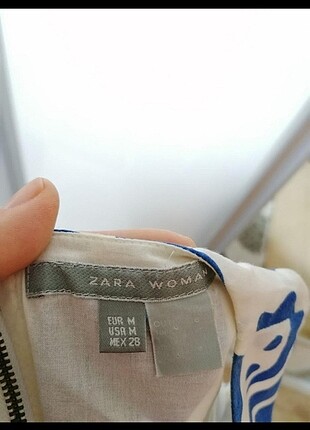 ZARA WOMAN
EUR M
USA M
MEX 28